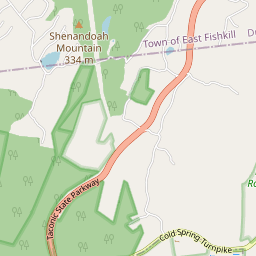 Shenandoah
Mountain
334 m
Town of East Fishkill
Taconic State Parkway
Cold Spring Turnpike